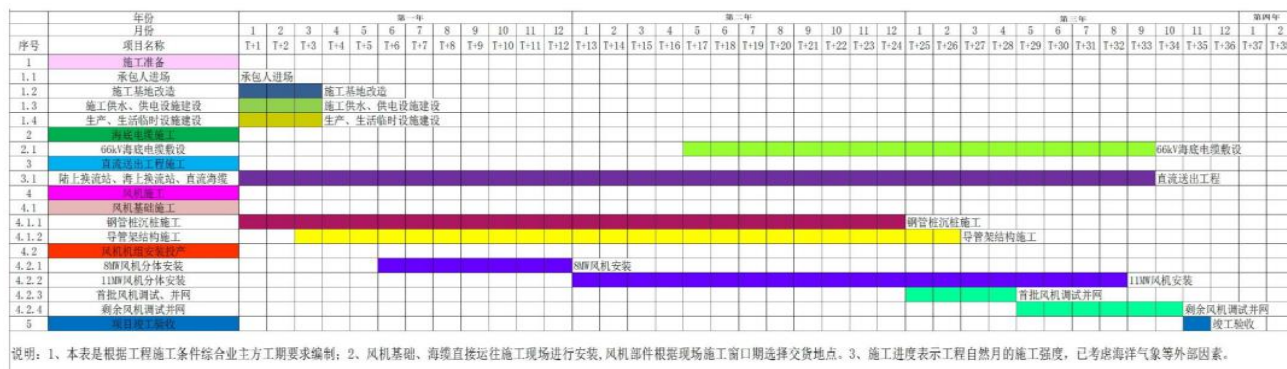 年份 第一年 第二年 第三年 第四年
月份 1 2 3 4 5 6 7 8 9 10 11 12 1 2 3 4 5 6 7 8 9 10 11 12 1 2 3 4 5 6 7 8 9 10 11 12 1 2
序号 项目名称 T+1 T+2 T+3 T+4 T+5 T+6 T+7 T+8 T+9 T+10 T+11 T+12 T+13 T+14 T+15 T+16 T+17 T+18 T+19 T+20 T+21 T+22 T+23 T+24 T+25 T+26 T+27 T+28 T+29 T+30 T+31 T+32 T+33 T+34 T+35 T+36 T+37
1 施工准备
1.1 承包人进场 承包人进场
1.2 施工基地改造 施工基地改造
1.3 施工供水、供电设施建设 施工供水、供电设施建设
1.4 生产、生活临时设施建设 生产、生活临时设施建设
2 海底电缆施工
2.1 66kV海底电缆敷设 66kV海底电缆敷设
3 直流送出工程施工
3.1 陆上换流站、海上换流站、直流海缆 直流送出工程
4 风机施工
4.1 风机基础施工
4.1.1 钢管桩沉桩施工 钢管桩沉桩施工
4.1.2 导管架结构施工 导管架结构施工
4.2 风机机组安装投产
4.2.1 8MW风机分体安装 8MW风机安装
4.2.2 11MW风机分体安装 11MW风机安装
4.2.3 首批风机调试、并网 首批风机调试并网
4.2.4 剩余风机调试并网 剩余风机调试并网
5 项目竣工验收 竣工验收
说明：1、本表是根据工程施工条件综合业主方工期要求编制；2、风机基础、海缆直接运往施工现场进行安装,风机部件根据现场施工窗口期选择交货地点。3、施工进度表示工程自然月的施工强度，已考虑海洋气象等外部因素。